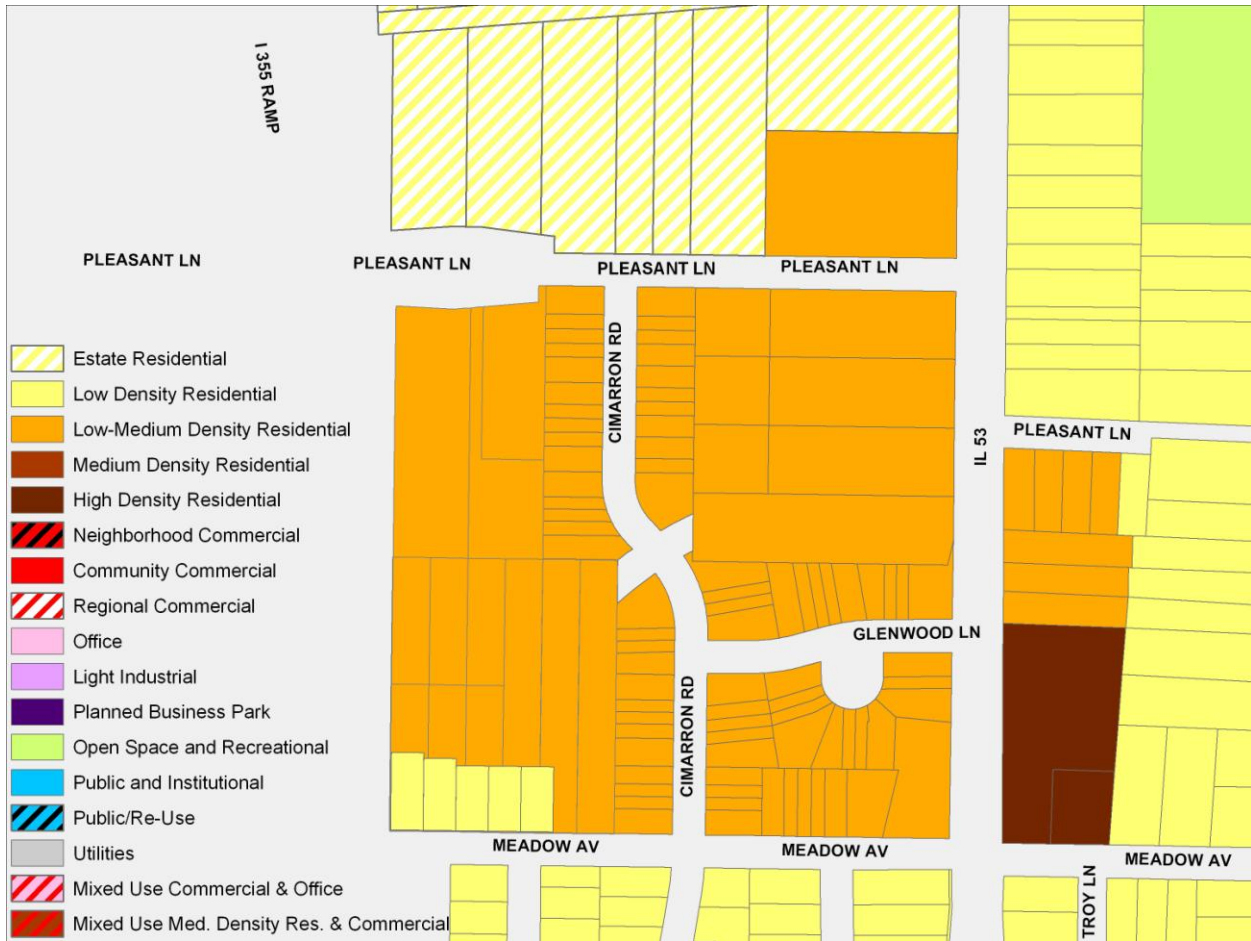 I 355 RAMP
PLEASANT LN
PLEASANT LN
PLEASANT LN
PLEASANT LN
CIMARRON RD
IL 53
PLEASANT LN
GLENWOOD LN
CIMARRON RD
MEADOW AV
MEADOW AV
MEADOW AV
TROY LN
Estate Residential
Low Density Residential
Low-Medium Density Residential
Medium Density Residential
High Density Residential
Neighborhood Commercial
Community Commercial
Regional Commercial
Office
Light Industrial
Planned Business Park
Open Space and Recreational
Public and Institutional
Public/Re-Use
Utilities
Mixed Use Commercial & Office
Mixed Use Med. Density Res. & Commercial